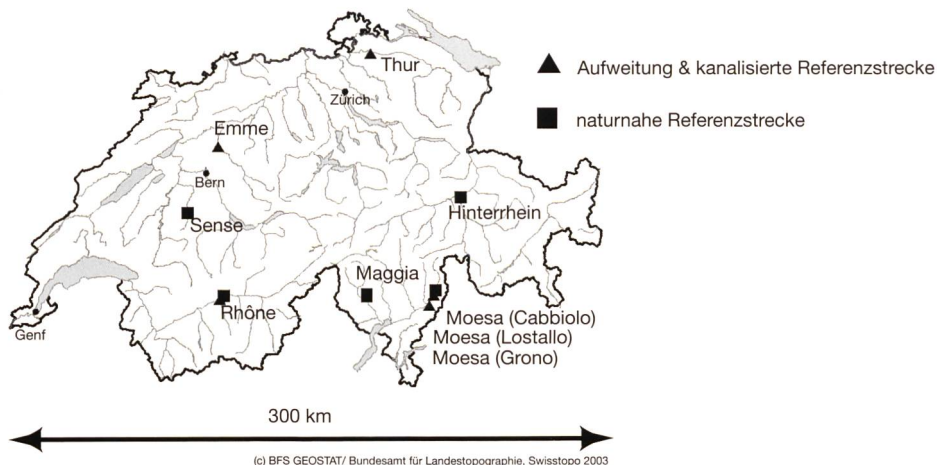 Thur
Zürich
Emme
Bern
Sense
Hinterrhein
Maggia
Rhône
Genf
Moesa (Cabbiolo)
Moesa (Lostallo)
Moesa (Grono)
Aufweitung & kanalisierte Referenzstrecke
naturnahe Referenzstrecke
300 km
(c) BFS GEOSTAT/ Bundesamt für Landestopographie, Swisstopo 2003